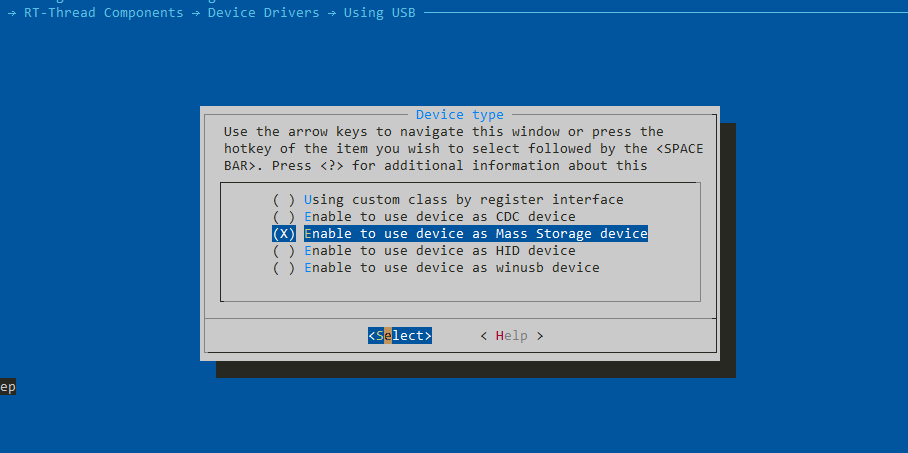 → RT-Thread Components → Device Drivers → Using USB
Device type
Use the arrow keys to navigate this window or press the
hotkey of the item you wish to select followed by the <SPACE
BAR>. Press <?> for additional information about this
( ) Using custom class by register interface
( ) Enable to use device as CDC device
(X) Enable to use device as Mass Storage device
( ) Enable to use device as HID device
( ) Enable to use device as winusb device
<Select> < Help >
ep